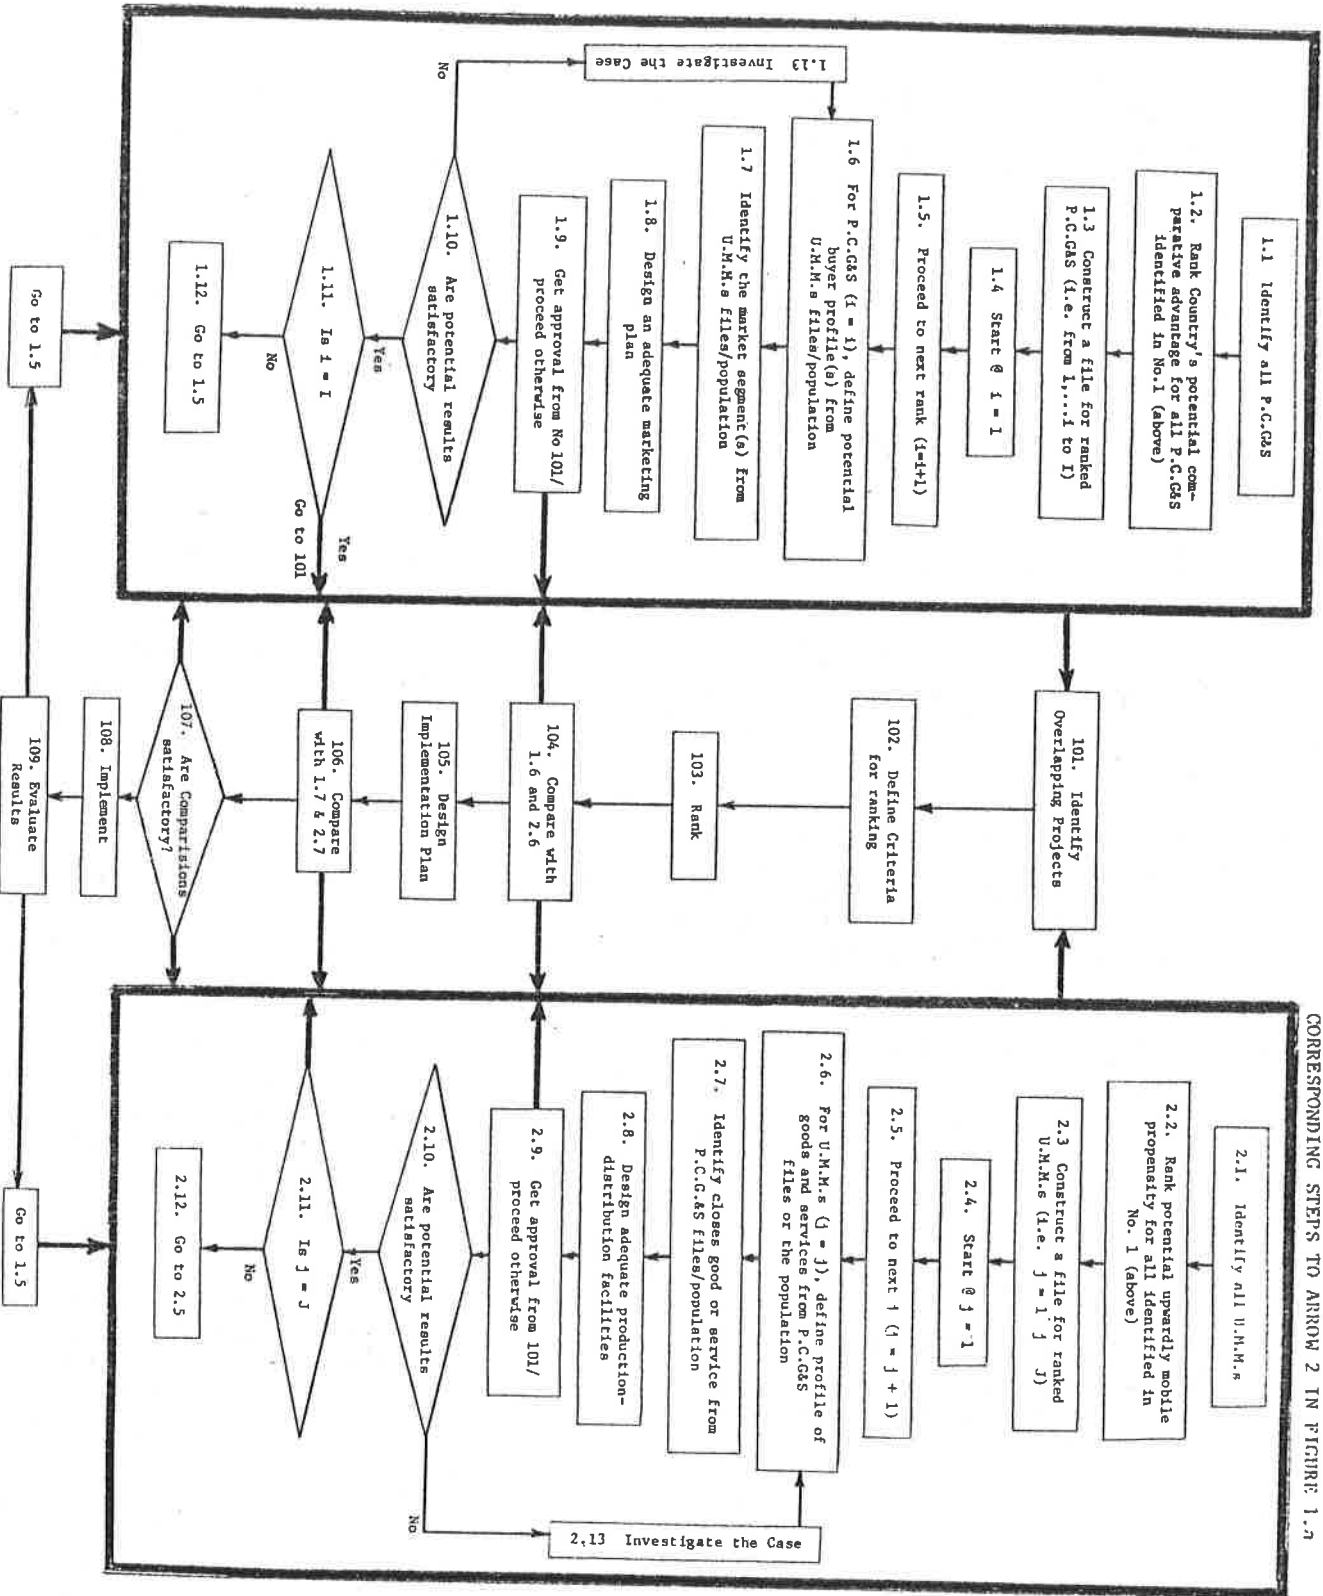 CORRESPONDING STEPS TO ARROW 2 IN FIGURE 1.a
1.1 Identify all P.C.G&S
1.2. Rank Country's potential com-
parative advantage for all P.C.G&S
identified in No.1 (above)
1.3 Construct a file for ranked
P.C.G&S (i.e. from 1,...i to I)
1.4 Start @ i = 1
1.5. Proceed to next rank (i=i+1)
1.6 For P.C.G&S (i = i), define potential
buyer profile(s) from
U.M.M.s files/population
1.7 Identify the market segment(s) from
U.M.M.s files/population
1.8. Design an adequate marketing
plan
1.9. Get approval from No 101/
proceed otherwise
1.10. Are potential results
satisfactory
No
1.13 Investigate the Case
Yes
1.11. Is i = I
Yes
Go to 101
No
1.12. Go to 1.5
Go to 1.5
101. Identify
Overlapping Projects
102. Define Criteria
for ranking
103. Rank
104. Compare with
1.6 and 2.6
105. Design
Implementation Plan
106. Compare
with 1.7 & 2.7
107. Are Comparisions
satisfactory?
108. Implement
109. Evaluate
Results
2.1. Identify all U.M.M.s
2.2. Rank potential upwardly mobile
propensity for all identified in
No. 1 (above)
2.3 Construct a file for ranked
U.M.M.s (i.e. j = 1 j J)
2.4. Start @ j = 1
2.5. Proceed to next j (j = j + 1)
2.6. For U.M.M.s (j = j), define profile of
goods and services from P.C.G&S
files or the population
2.7. Identify closes good or service from
P.C.G.&S files/population
2.8. Design adequate production-
distribution facilities
2.9. Get approval from 101/
proceed otherwise
2.10. Are potential results
satisfactory
No
2.13 Investigate the Case
Yes
2.11. Is j = J
No
2.12. Go to 2.5
Go to 1.5